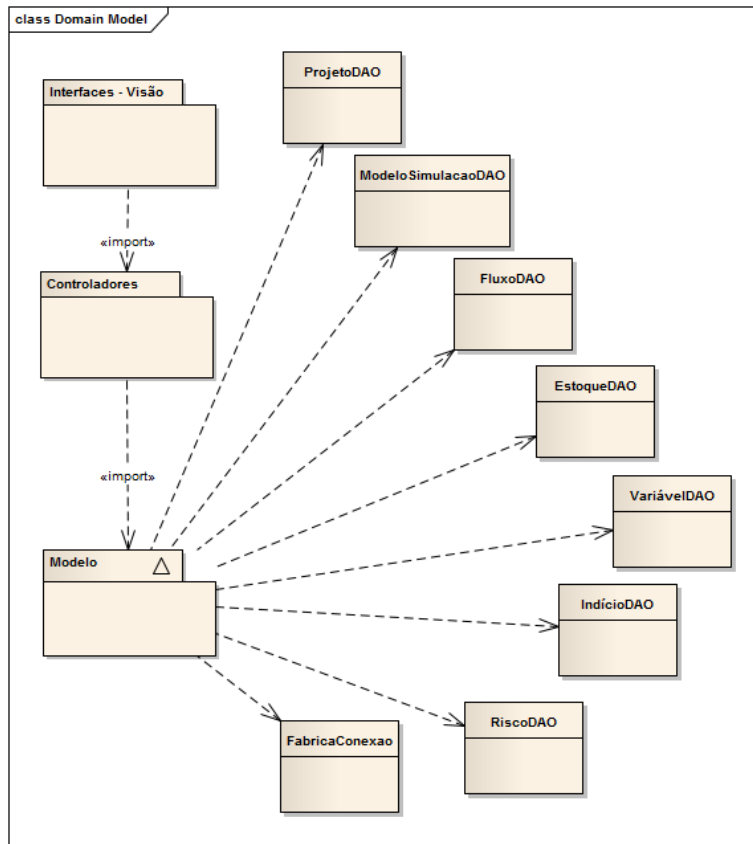 class Domain Model
ProjetoDAO
Interfaces - Visão
ModeloSimulacaoDAO
«import»
FluxoDAO
Controladores
EstoqueDAO
«import»
VariávelDAO
Modelo
IndícioDAO
RiscoDAO
FabricaConexao